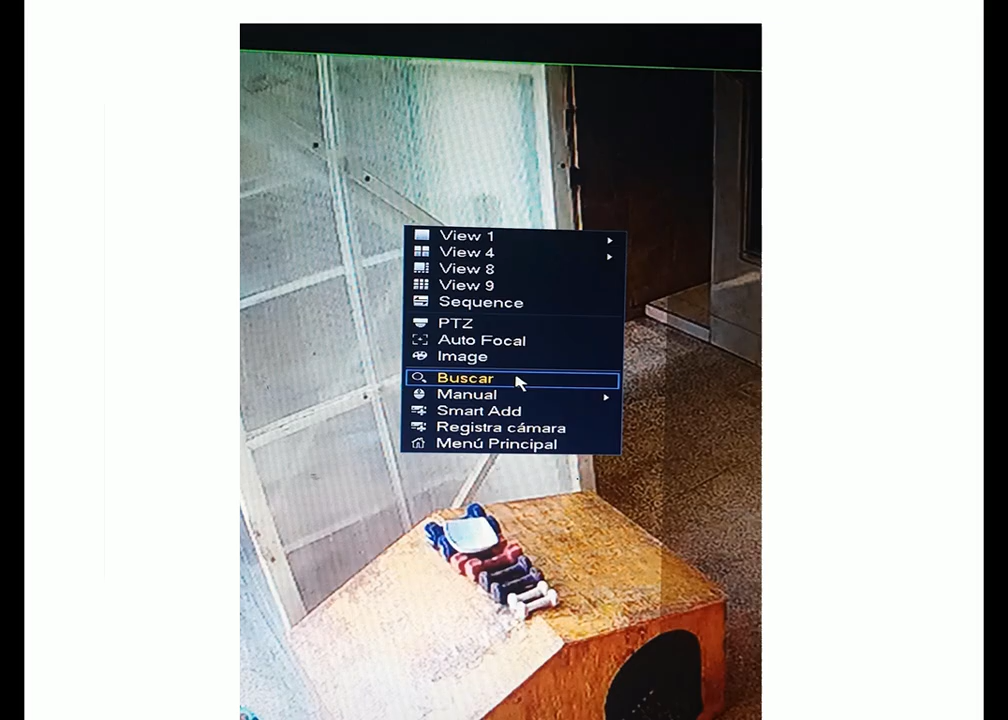 View 1
View 4
View 8
View 9
Sequence
PTZ
Auto Focal
Image
Buscar
Manual
Smart Add
Registra cámara
Menú Principal